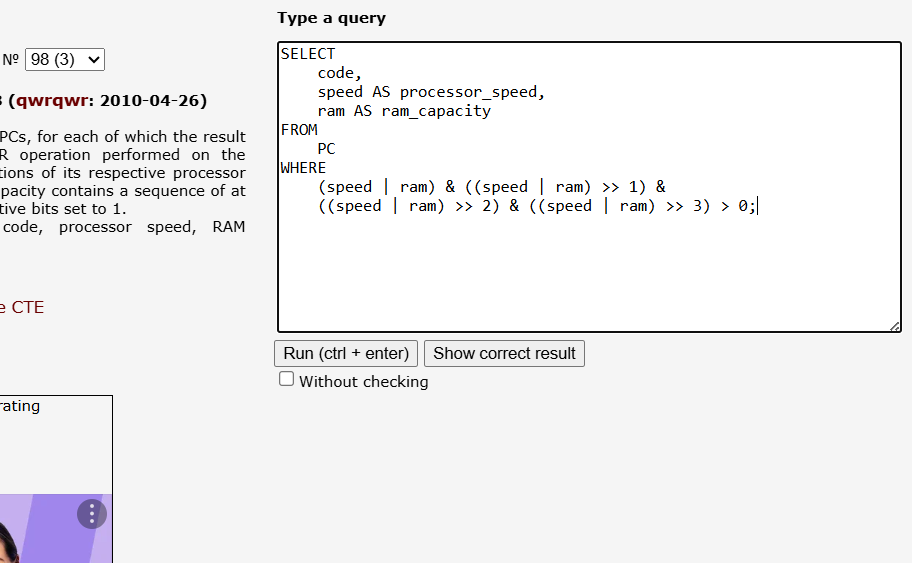 Type a query
№ 98 (3)
(qwrqwr: 2010-04-26)
PCs, for each of which the result
R operation performed on the
tions of its respective processor
pacity contains a sequence of at
tive bits set to 1.
code, processor speed, RAM
e CTE
rating
SELECT
code,
speed AS processor_speed,
ram AS ram_capacity
FROM
PC
WHERE
(speed | ram) & ((speed | ram) >> 1) &
((speed | ram) >> 2) & ((speed | ram) >> 3) > 0;
Run (ctrl + enter) Show correct result
Without checking